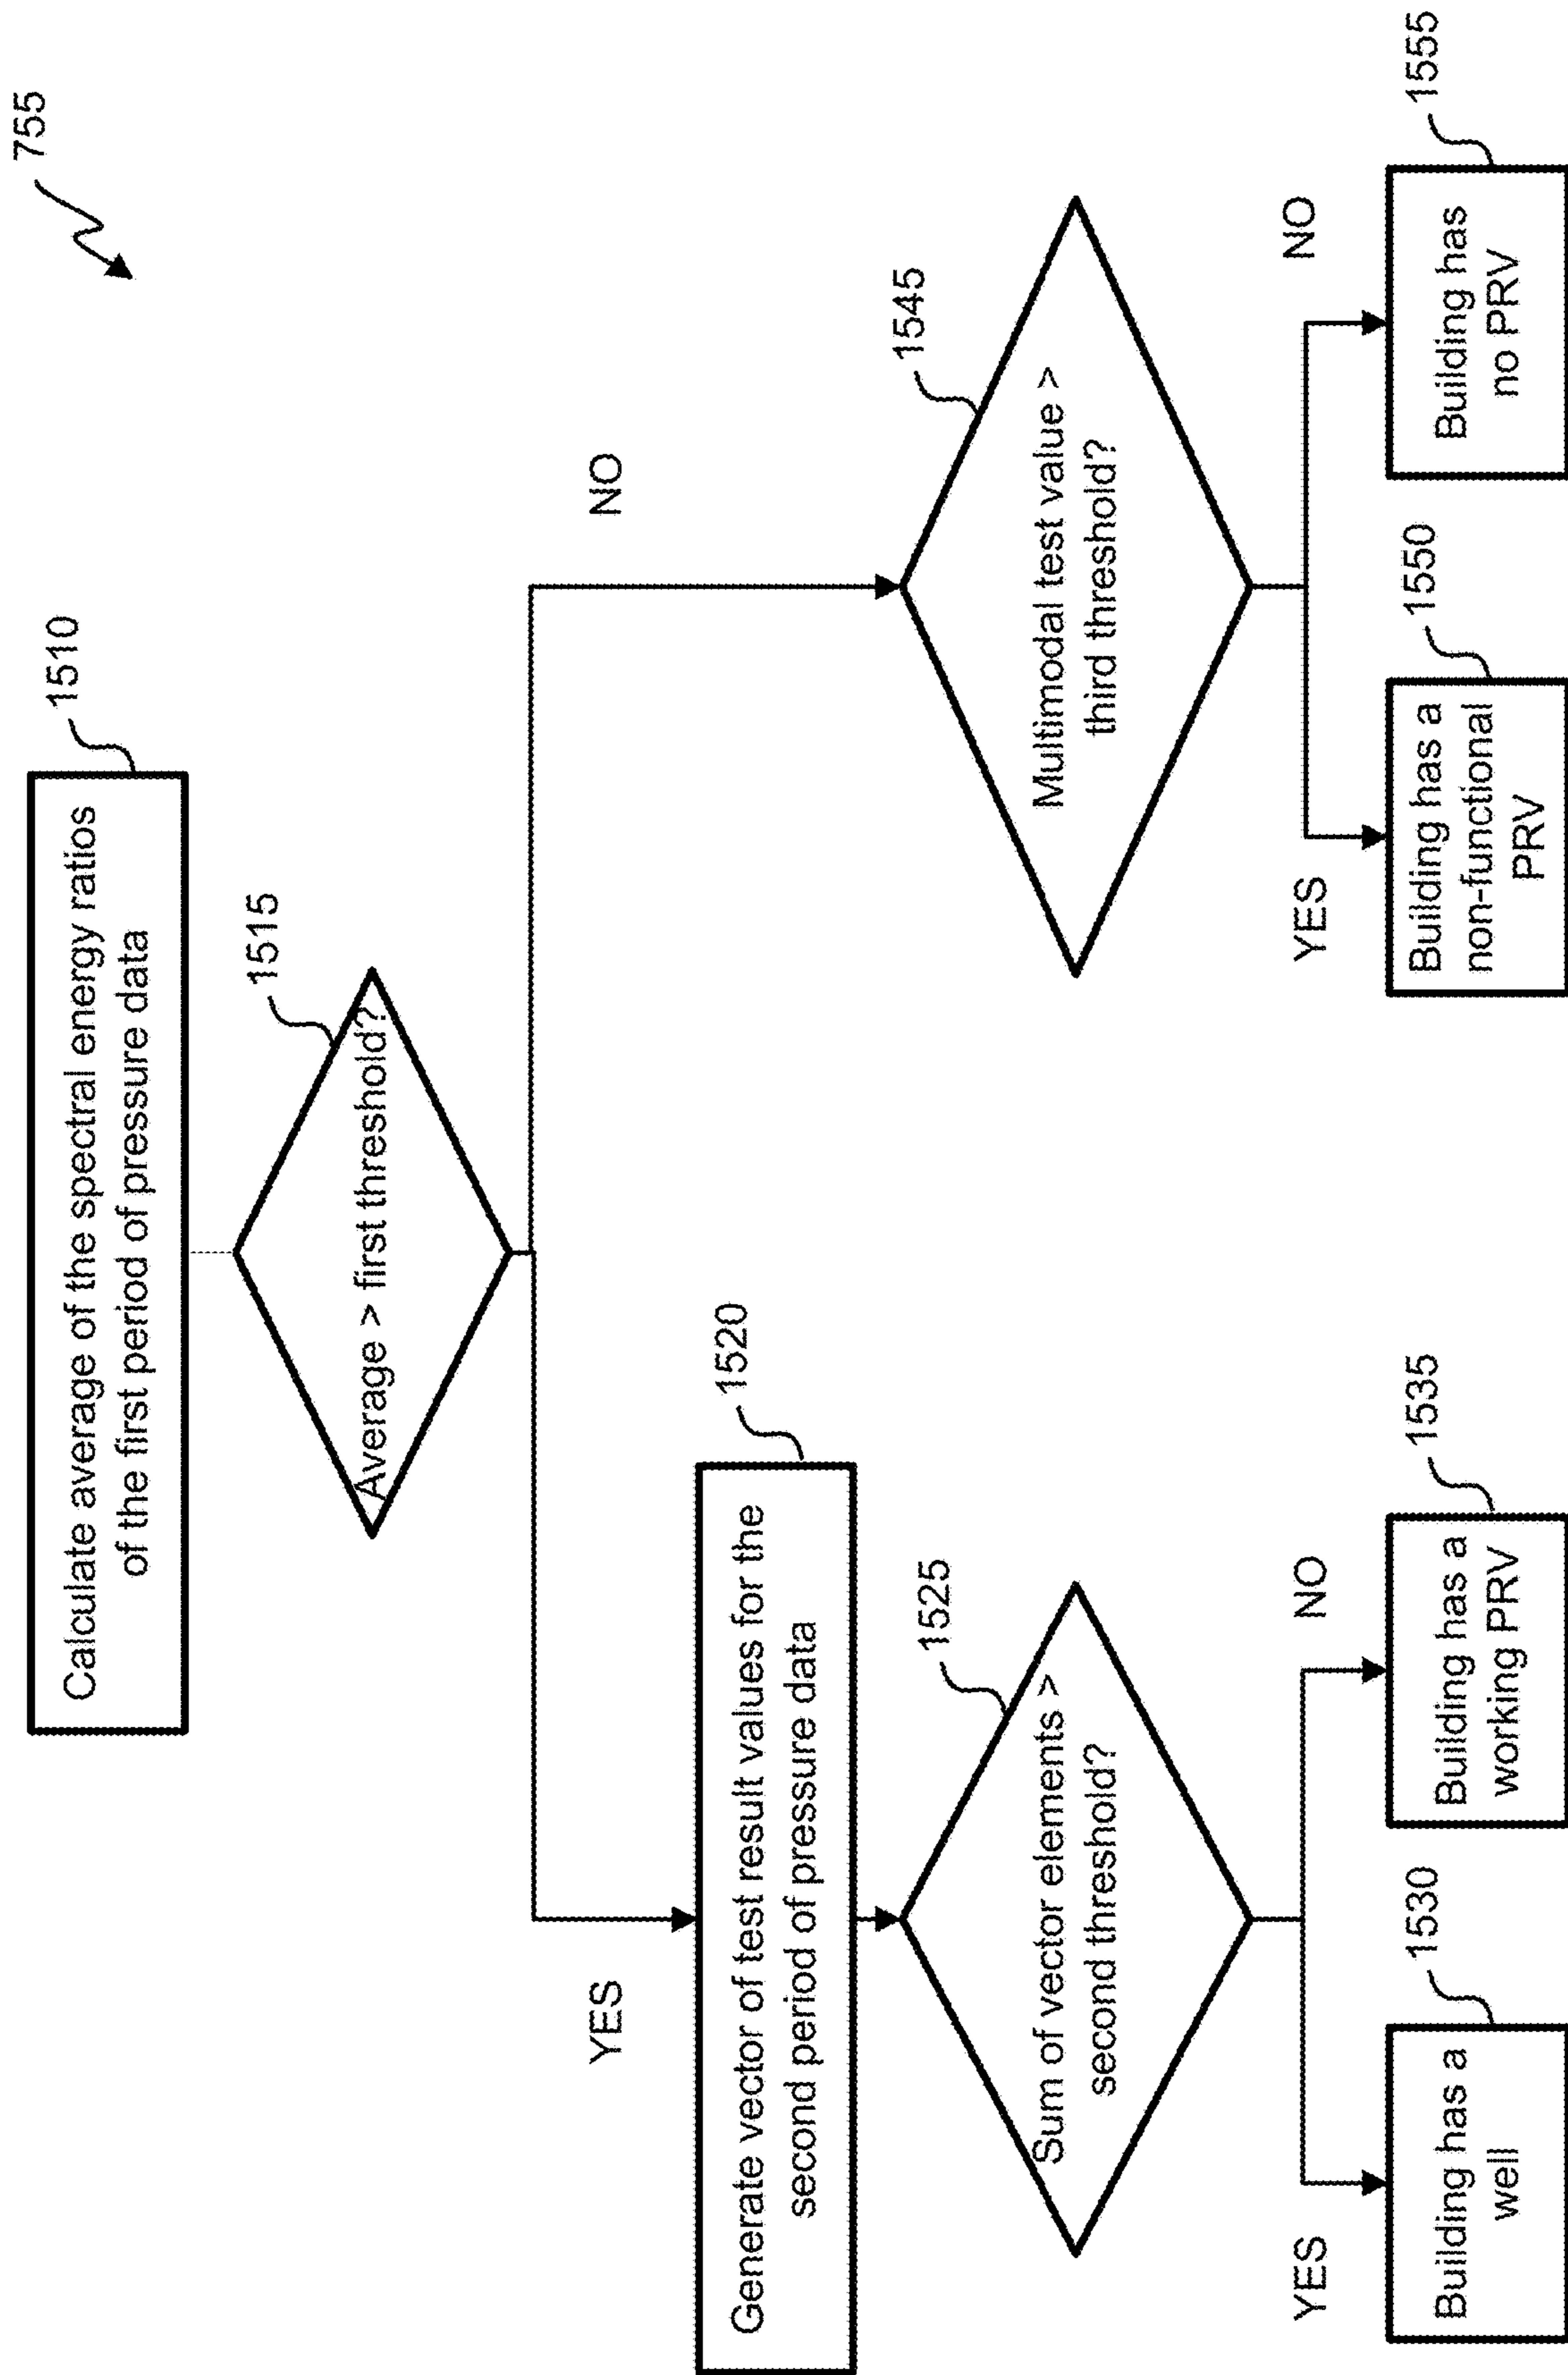 755
1510
Calculate average of the spectral energy ratios
of the first period of pressure data
1515
Average > first threshold?
YES
NO
1520
Generate vector of test result values for the
second period of pressure data
1525
Sum of vector elements >
second threshold?
1545
Multimodal test value >
third threshold?
YES
NO
YES
NO
1530
Building has a
well
1535
Building has a
working PRV
1550
Building has a
non-functional
PRV
1555
Building has
no PRV